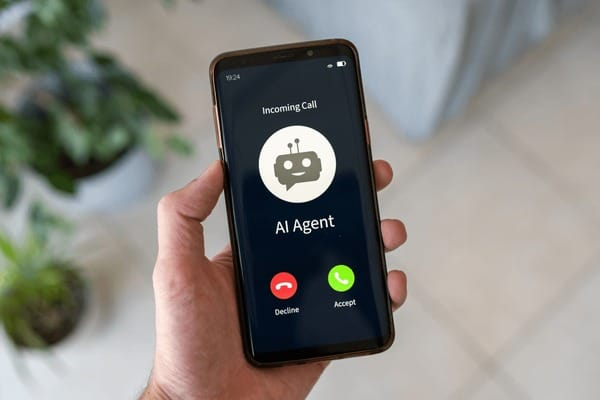 19:24
Incoming Call
AI Agent
Decline
Accept